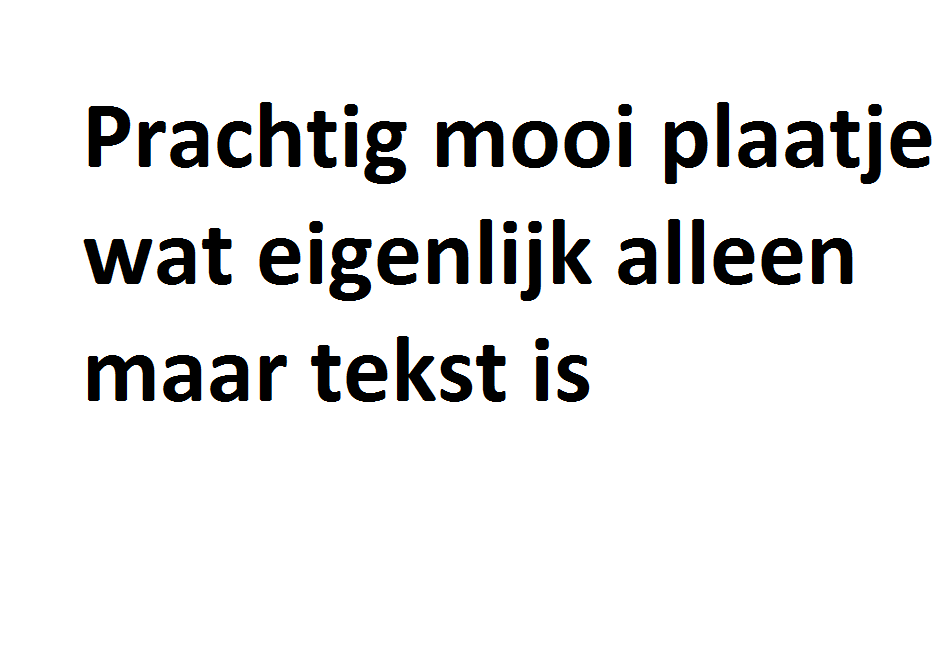 Prachtig mooi plaatje
wat eigenlijk alleen
maar tekst is